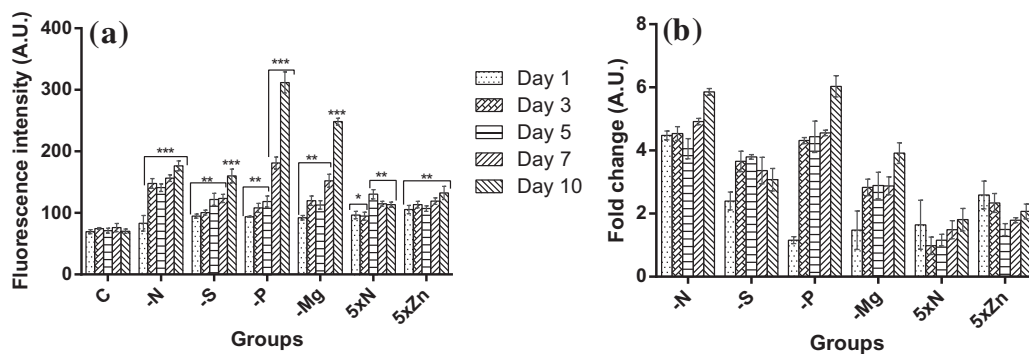 (a)
Fluorescence intensity (A.U.)
400
300
200
100
0
***
**
***
**
***
**
***
*
**
**
C
-N
-S
-P
-Mg
5xN
5xZn
Groups
Day 1
Day 3
Day 5
Day 7
Day 10
(b)
Fold change (A.U.)
8
6
4
2
0
-N
-S
-P
-Mg
5xN
5xZn
Groups